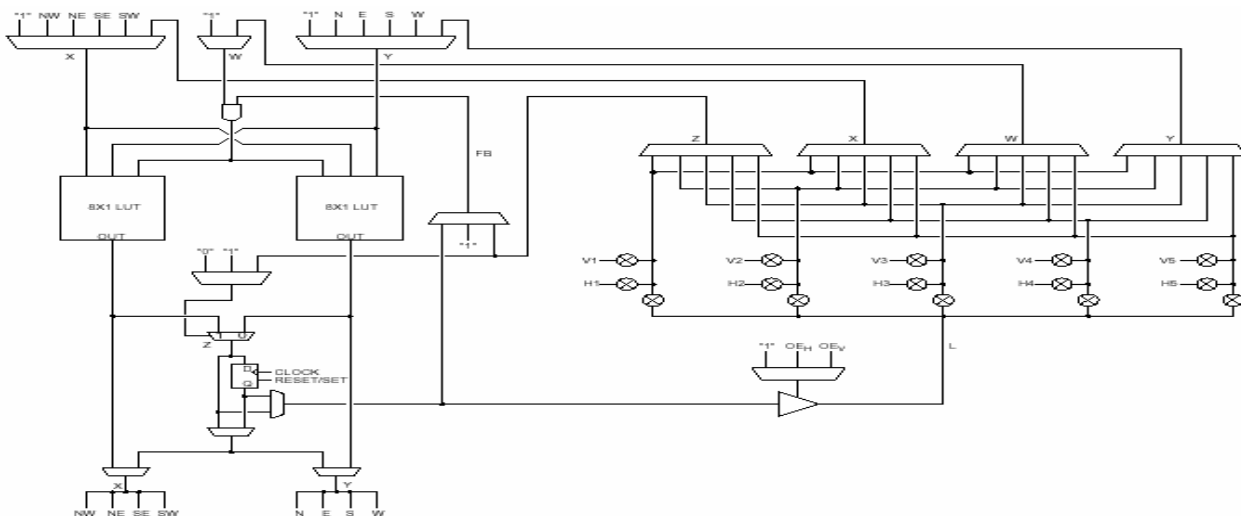 "1" NW NE SE SW "1" "1" N E S W
X W Y
Z X W Y
FB
8X1 LUT 8X1 LUT
OUT OUT
"1"
"0" "1"
V1 V2 V3 V4 V5
H1 H2 H3 H4 H5
1 0
Z
"1" OEH OEV
L
D
CLOCK
Q
RESET/SET
X Y
NW NE SE SW N E S W